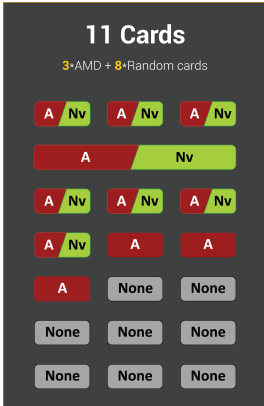 11 Cards
3*AMD + 8*Random cards
A Nv A Nv A Nv
A Nv
A Nv A Nv A Nv
A Nv A A
A None None
None None None
None None None